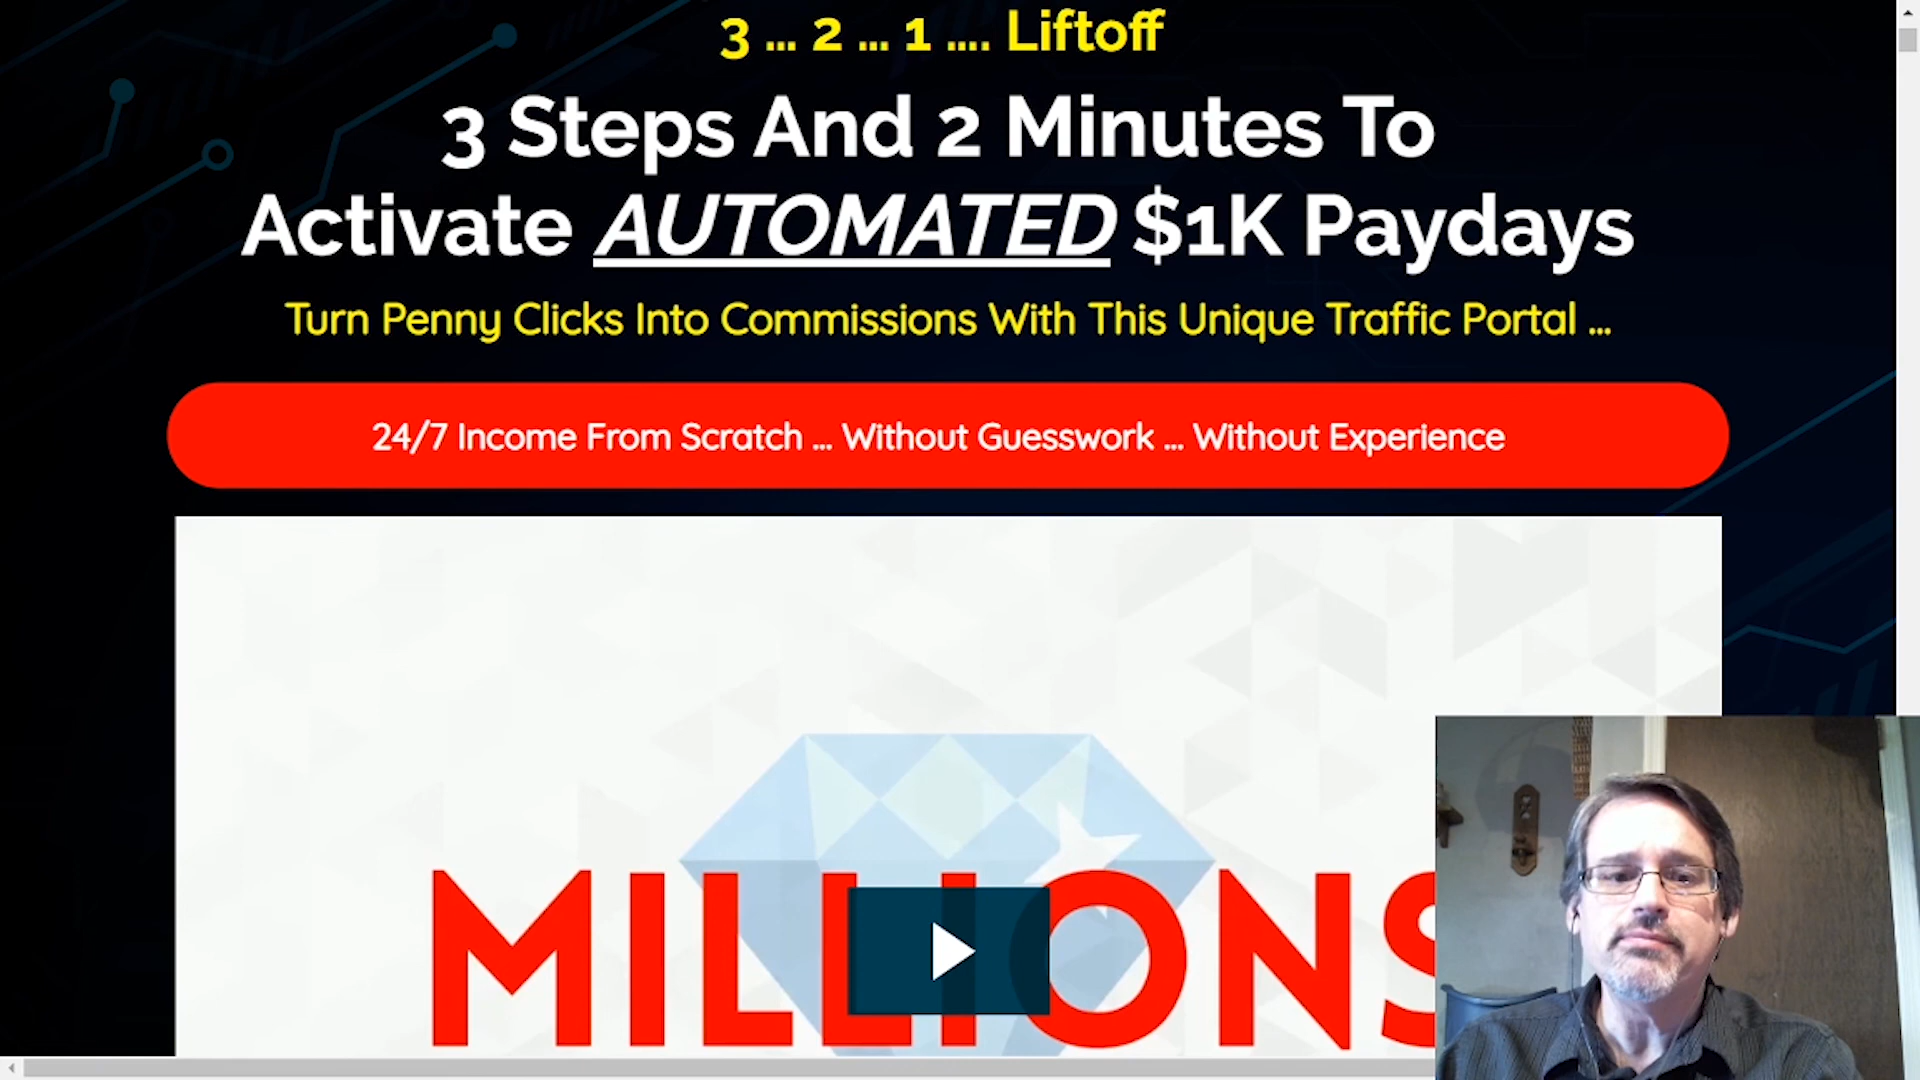 3 ... 2 ... 1 .... Liftoff
3 Steps And 2 Minutes To
Activate AUTOMATED $1K Paydays
Turn Penny Clicks Into Commissions With This Unique Traffic Portal ...
24/7 Income From Scratch ... Without Guesswork ... Without Experience
MILLIONS